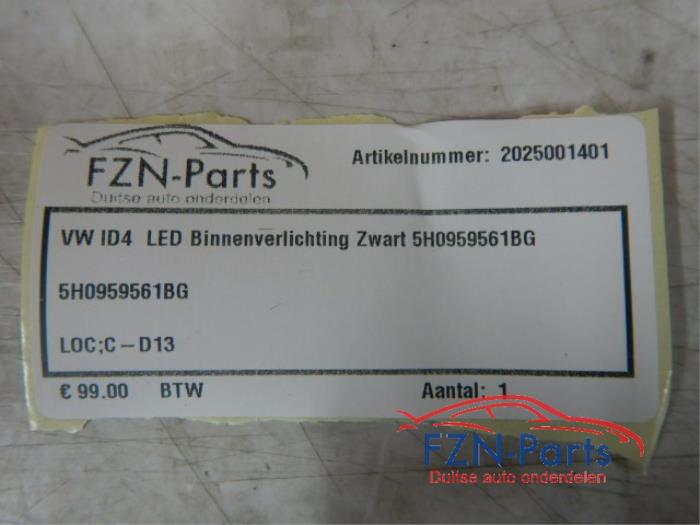 FZN-Parts
Duitse auto onderdelen
Artikelnummer: 2025001401
VW ID4 LED Binnenverlichting Zwart 5H0959561BG
5H0959561BG
LOC;C-D13
€ 99.00 BTW Aantal: 1
FZN-Parts
Duitse auto onderdelen